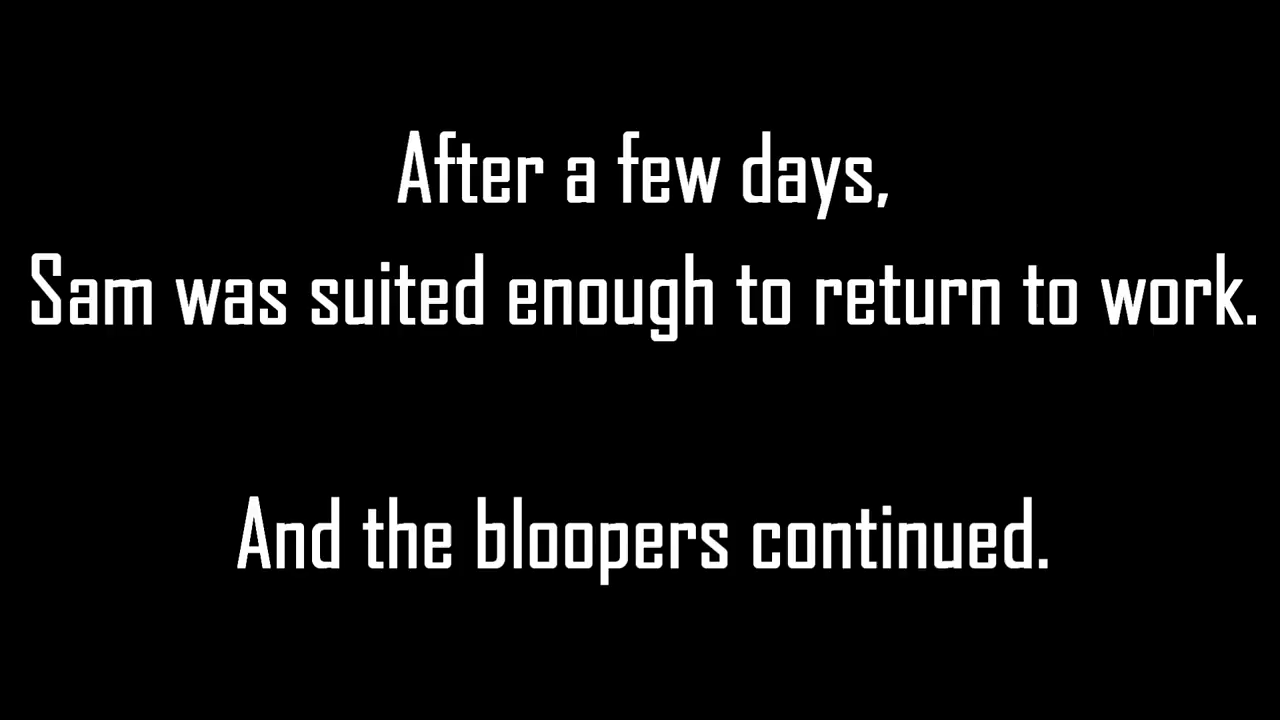 After a few days,
Sam was suited enough to return to work.
And the bloopers continued.